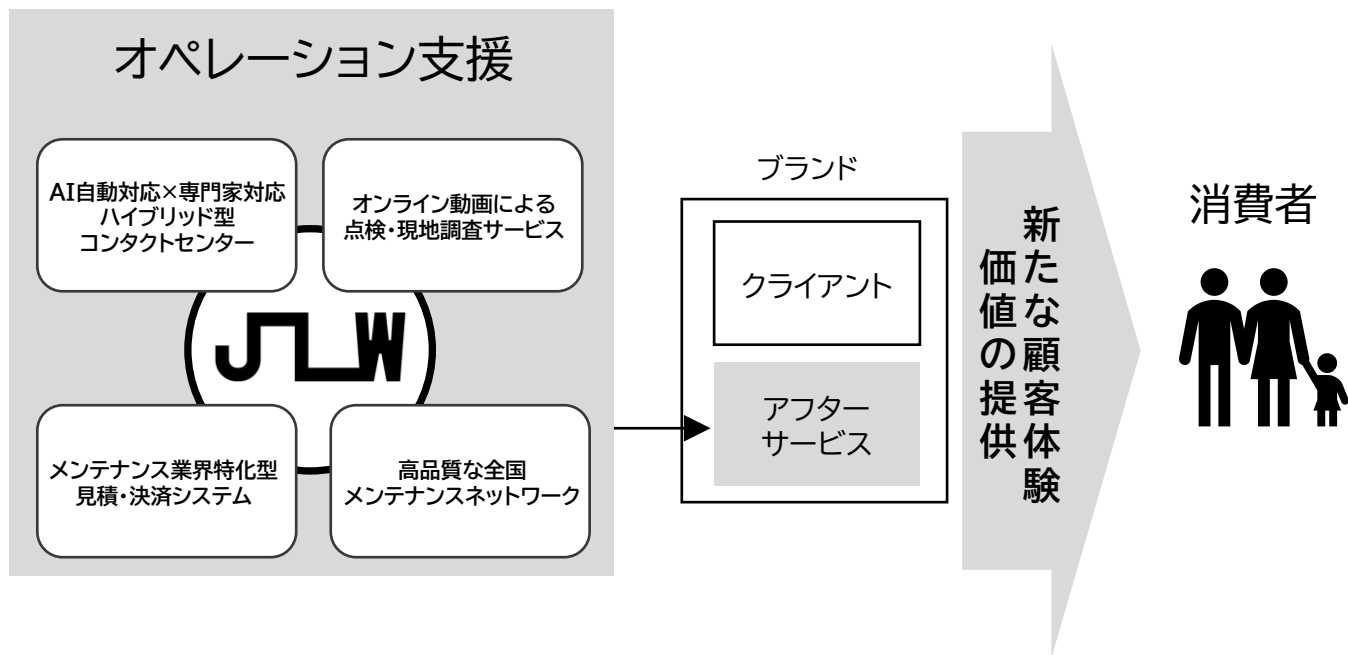 オペレーション支援
AI自動対応×専門家対応
ハイブリッド型
コンタクトセンター
オンライン動画による
点検・現地調査サービス
JLW
メンテナンス業界特化型
見積・決済システム
高品質な全国
メンテナンスネットワーク
ブランド
クライアント
アフター
サービス
新たな顧客体験
価値の提供
消費者